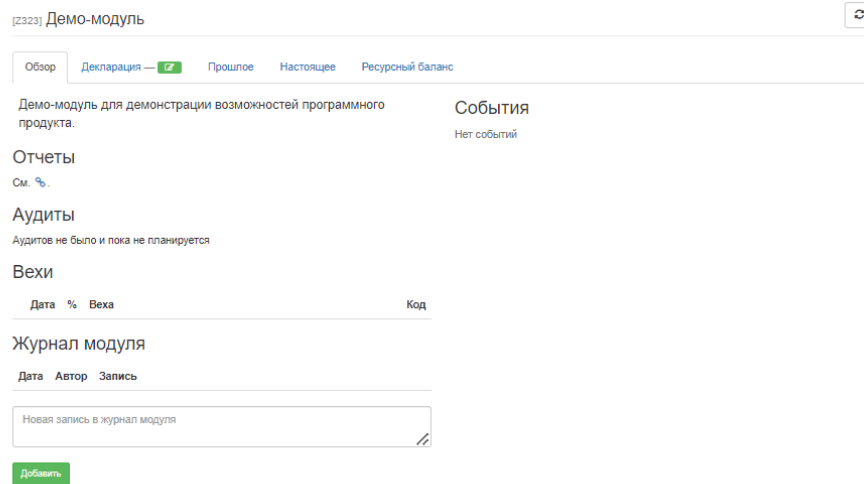 [Z323] Демо-модуль
Обзор Декларация — Прошлое Настоящее Ресурсный баланс
Демо-модуль для демонстрации возможностей программного
продукта.
Отчеты
См. .
Аудиты
Аудитов не было и пока не планируется
Вехи
Дата % Веха Код
Журнал модуля
Дата Автор Запись
Новая запись в журнал модуля
Добавить
События
Нет событий